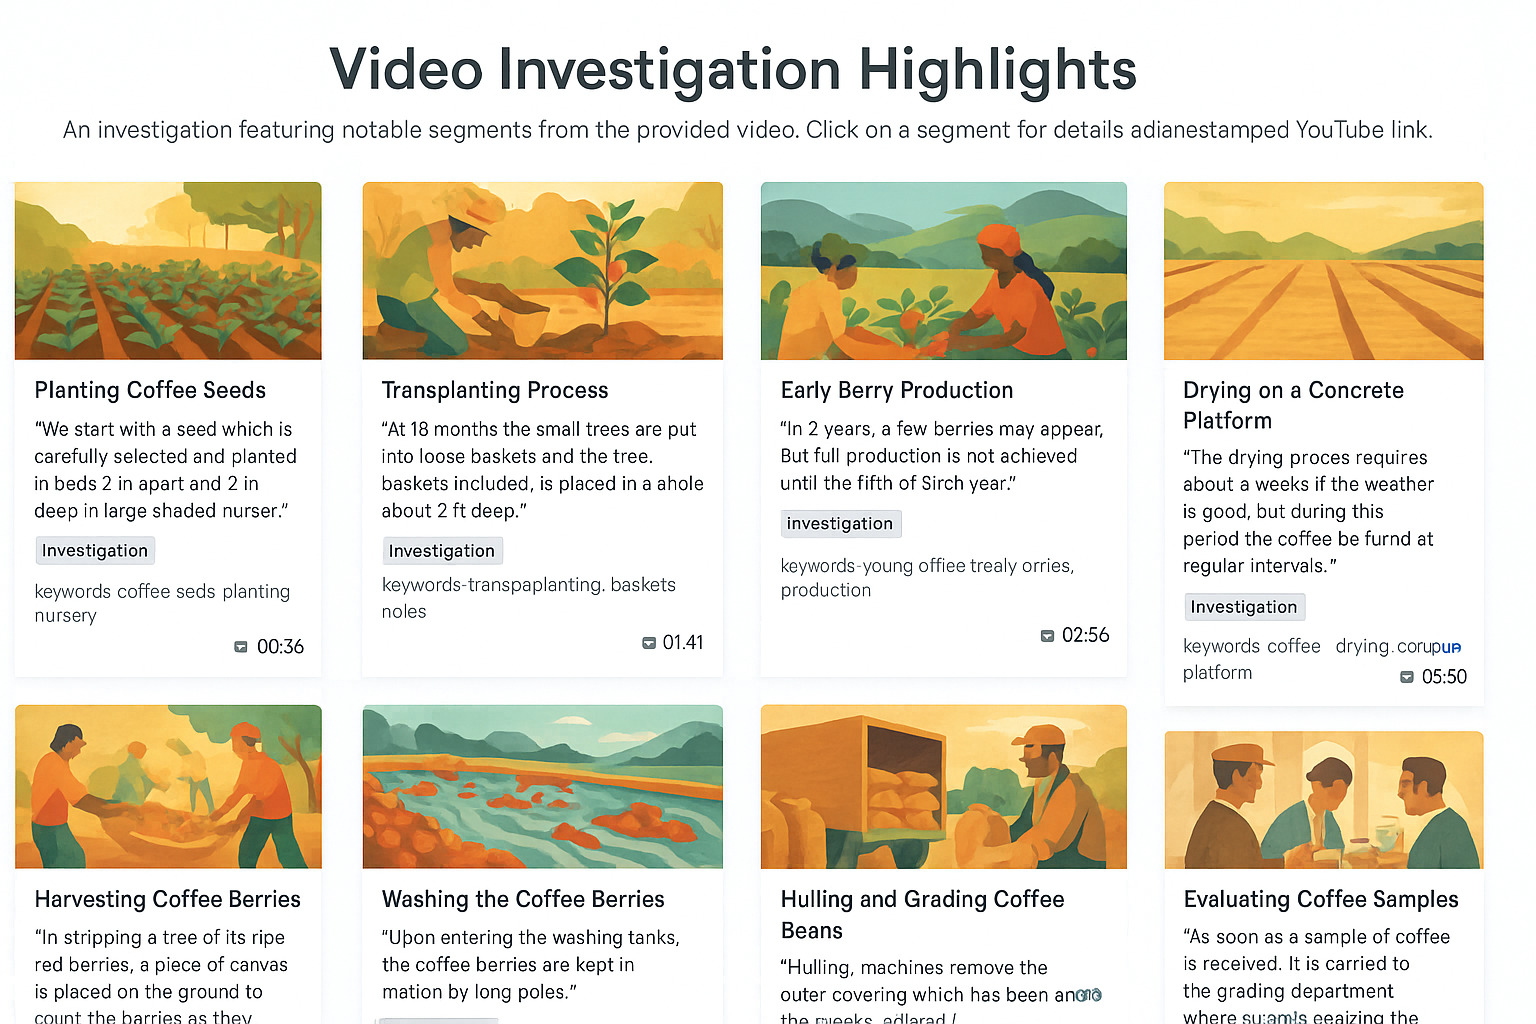 Video Investigation Highlights
An investigation featuring notable segments from the provided video. Click on a segment for details adianestamped YouTube link.
Planting Coffee Seeds
“We start with a seed which is
carefully selected and planted
in beds 2 in apart and 2 in
deep in large shaded nurser.”
Investigation
keywords coffee seds planting
nursery
00:36
Transplanting Process
“At 18 months the small trees are put
into loose baskets and the tree.
baskets included, is placed in a ahole
about 2 ft deep.”
Investigation
keywords-transpaplanting. baskets
noles
01.41
Early Berry Production
“In 2 years, a few berries may appear,
But full production is not achieved
until the fifth of Sirch year.”
investigation
keywords-young offiee trealy orries,
production
02:56
Drying on a Concrete
Platform
“The drying proces requires
about a weeks if the weather
is good, but during this
period the coffee be furnd at
regular intervals.”
Investigation
keywords coffee drying.corupua
platform
05:50
Harvesting Coffee Berries
“In stripping a tree of its ripe
red berries, a piece of canvas
is placed on the ground to
count the barries as they
Washing the Coffee Berries
“Upon entering the washing tanks,
the coffee berries are kept in
mation by long poles.”
Hulling and Grading Coffee
Beans
“Hulling, machines remove the
outer covering which has been
the
Evaluating Coffee Samples
“As soon as a sample of coffee
is received. It is carried to
the grading department
where the